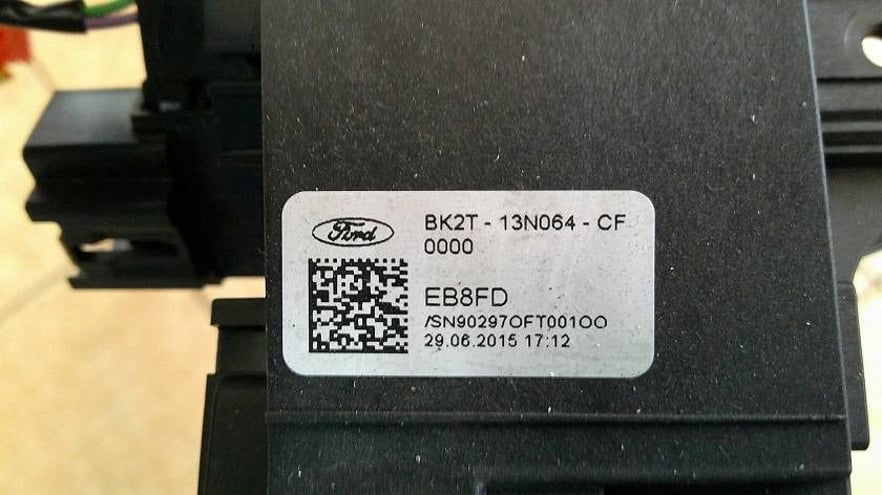 Ford
BK2T - 13N064 - CF
0000
EB8FD
/SN90297OFT001OO
29.06.2015 17:12